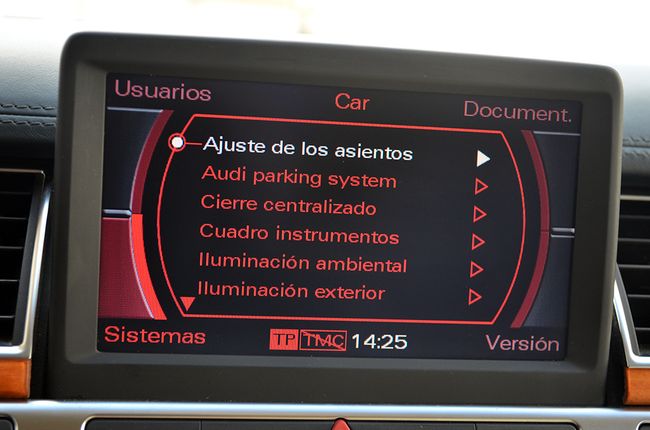 Usuarios
Car
Document.
Ajuste de los asientos
Audi parking system
Cierre centralizado
Cuadro instrumentos
Iluminación ambiental
Iluminación exterior
Sistemas
TP TMC 14:25
Versión